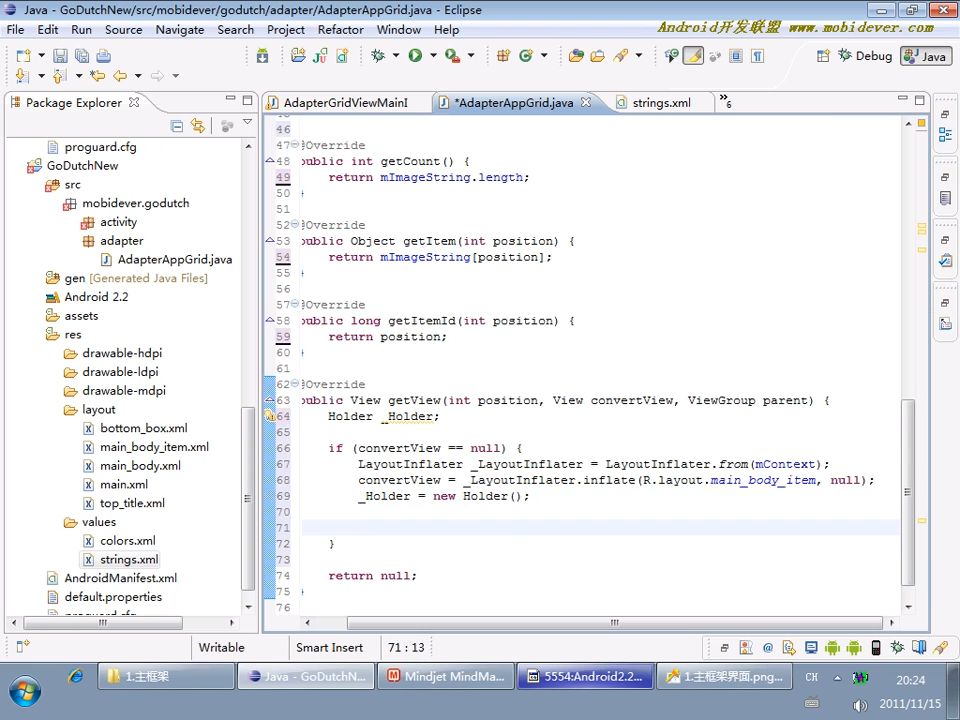 Java - GoDutchNew/src/mobidever/godutch/adapter/AdapterAppGrid.java - Eclipse
File Edit Run Source Navigate Search Project Refactor Window Help
Android开发联盟 www.mobidever.com
Debug Java
Package Explorer
AdapterGridViewMainI *AdapterAppGrid.java strings.xml »6
proguard.cfg
GoDutchNew
src
mobidever.godutch
activity
adapter
AdapterAppGrid.java
gen [Generated Java Files]
Android 2.2
assets
res
drawable-hdpi
drawable-ldpi
drawable-mdpi
layout
bottom_box.xml
main_body_item.xml
main_body.xml
main.xml
top_title.xml
values
colors.xml
strings.xml
AndroidManifest.xml
default.properties
proguard.cfg
46
47 @Override
48 public int getCount() {
49 return mImageString.length;
50 }
51
52 @Override
53 public Object getItem(int position) {
54 return mImageString[position];
55 }
56
57 @Override
58 public long getItemId(int position) {
59 return position;
60 }
61
62 @Override
63 public View getView(int position, View convertView, ViewGroup parent) {
64 Holder _Holder;
65
66 if (convertView == null) {
67 LayoutInflater _LayoutInflater = LayoutInflater.from(mContext);
68 convertView = _LayoutInflater.inflate(R.layout.main_body_item, null);
69 _Holder = new Holder();
70
71
72 }
73
74 return null;
75 }
76
Writable Smart Insert 71 : 13
1.主框架 Java - GoDutchN... Mindjet MindMa... 5554:Android2.2... 1.主框架界面.png... CH 20:24
2011/11/15